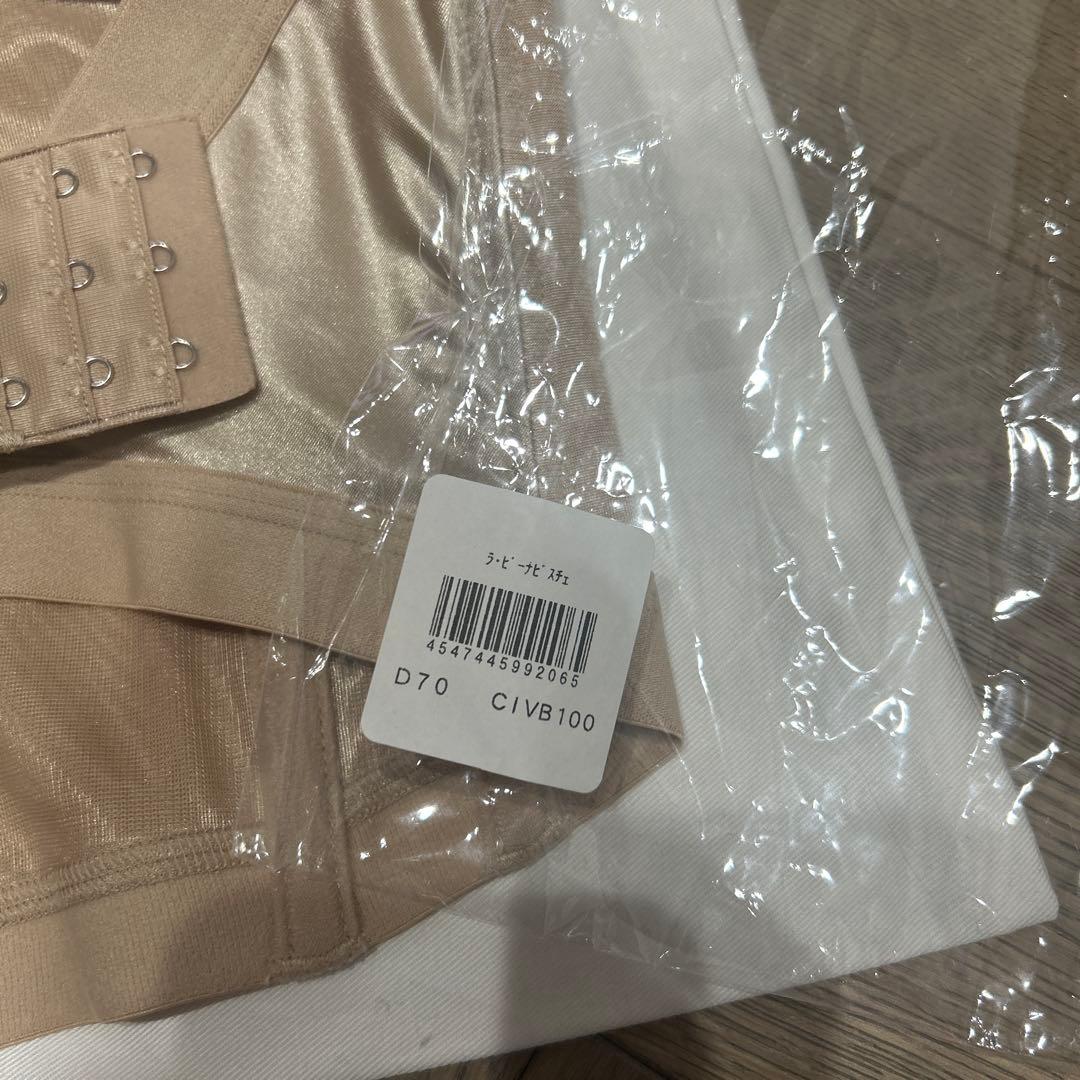 ﾗ･ﾋﾞｰﾅﾋﾞｽﾁｪ
4547445992065
D70 CIVB100